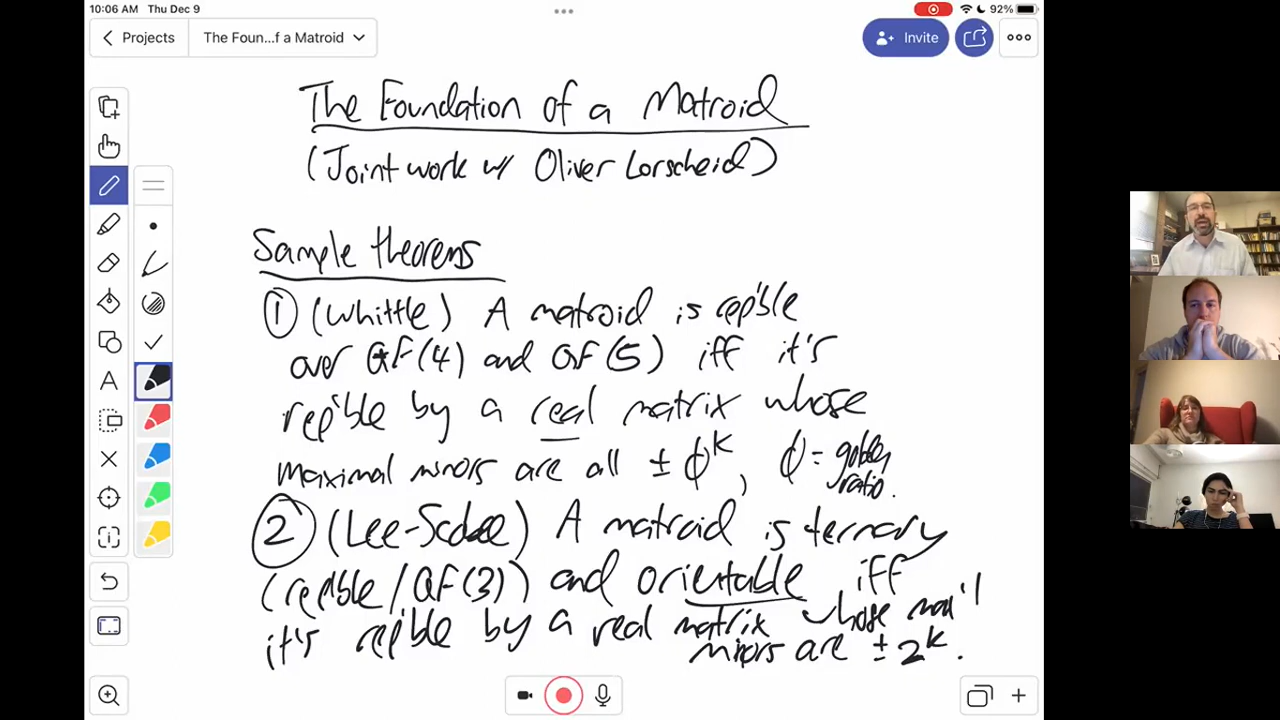 10:06 AM Thu Dec 9
92%
Projects
The Foun...f a Matroid
Invite
The Foundation of a Matroid
(Joint work w/ Oliver Lorscheid)
Sample theorems
① (Whittle) A matroid is rep'ble
over GF(4) and GF(5) iff it's
rep'ble by a real matrix whose
maximal minors are all ± ϕ^k, ϕ = golden
ratio.
② (Lee-Scobee) A matroid is ternary
(rep'ble / GF(3)) and orientable iff
it's rep'ble by a real matrix whose max'l
minors are ± 2^k.
A